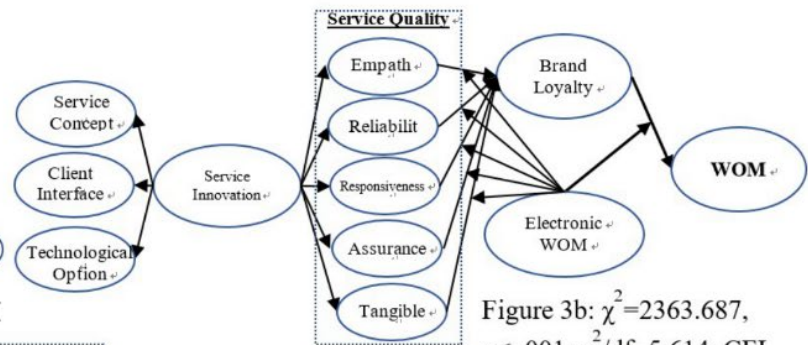 Service Quality
Empath
Reliabilit
Responsiveness
Assurance
Tangible
Service
Concept
Client
Interface
Technological
Option
Service
Innovation
Brand
Loyalty
Electronic
WOM
WOM
Figure 3b: χ²=2363.687,